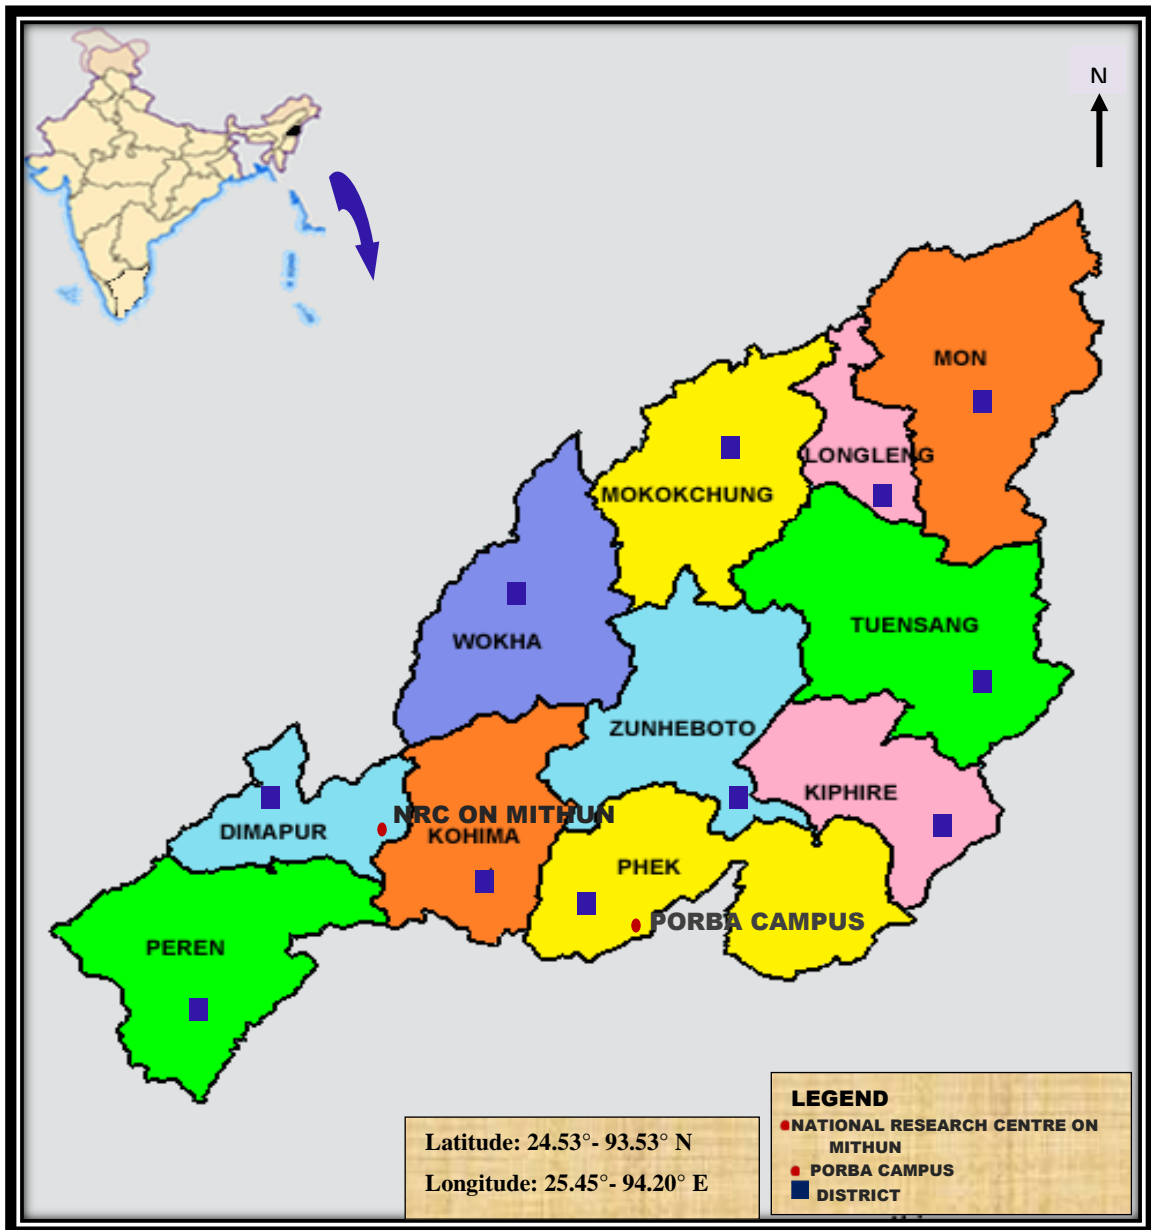 N
MON
LONGLENG
MOKOKCHUNG
TUENSANG
WOKHA
ZUNHEBOTO
KIPHIRE
NRC ON MITHUN
DIMAPUR
KOHIMA
PHEK
PORBA CAMPUS
PEREN
Latitude: 24.53°- 93.53° N
Longitude: 25.45°- 94.20° E
LEGEND
NATIONAL RESEARCH CENTRE ON
MITHUN
PORBA CAMPUS
DISTRICT